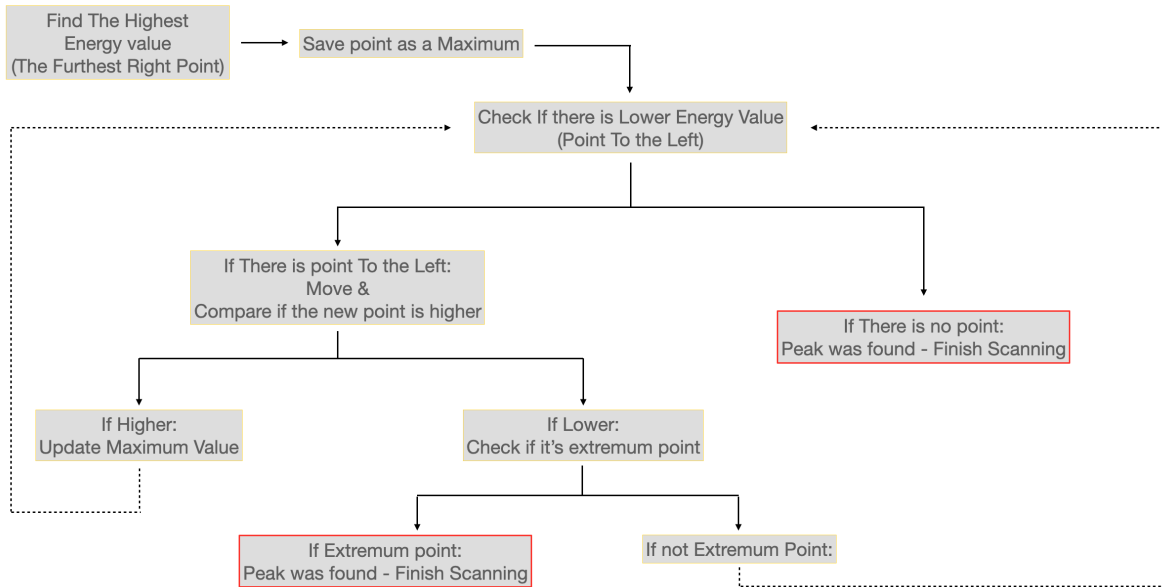 Find The Highest
Energy value
(The Furthest Right Point)
Save point as a Maximum
Check If there is Lower Energy Value
(Point To the Left)
If There is point To the Left:
Move &
Compare if the new point is higher
If There is no point:
Peak was found - Finish Scanning
If Higher:
Update Maximum Value
If Lower:
Check if it’s extremum point
If Extremum point:
Peak was found - Finish Scanning
If not Extremum Point: